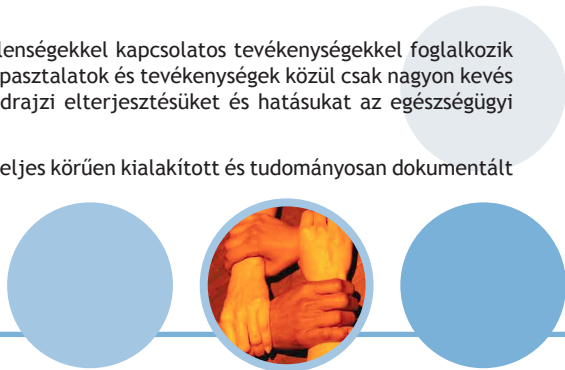 lenségekkel kapcsolatos tevékenységekkel foglalkozik
pasztalatok és tevékenységek közül csak nagyon kevés
drajzi elterjesztésüket és hatásukat az egészségügyi
eljes körűen kialakított és tudományosan dokumentált